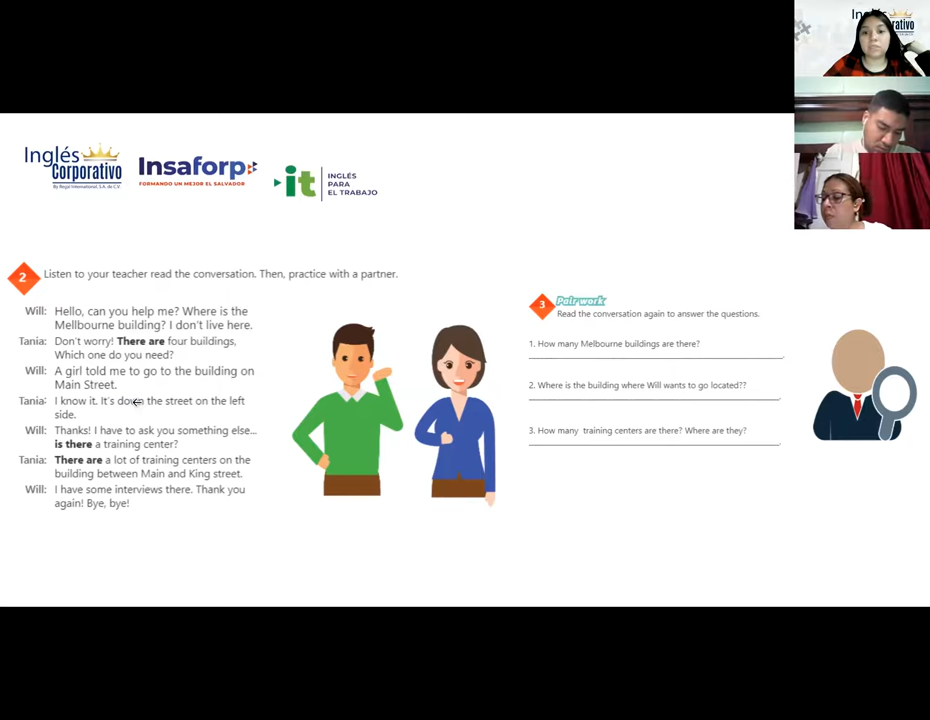 Inglés
Corporativo
By Regal International, S.A. de C.V.
Insaforp
FORMANDO UN MEJOR EL SALVADOR
it
INGLÉS
PARA
EL TRABAJO
2
Listen to your teacher read the conversation. Then, practice with a partner.
Will: Hello, can you help me? Where is the
Mellbourne building? I don't live here.
Tania: Don't worry! There are four buildings,
Which one do you need?
Will: A girl told me to go to the building on
Main Street.
Tania: I know it. It's down the street on the left
side.
Will: Thanks! I have to ask you something else...
is there a training center?
Tania: There are a lot of training centers on the
building between Main and King street.
Will: I have some interviews there. Thank you
again! Bye, bye!
3
Pair work
Read the conversation again to answer the questions.
1. How many Melbourne buildings are there?
2. Where is the building where Will wants to go located??
3. How many training centers are there? Where are they?